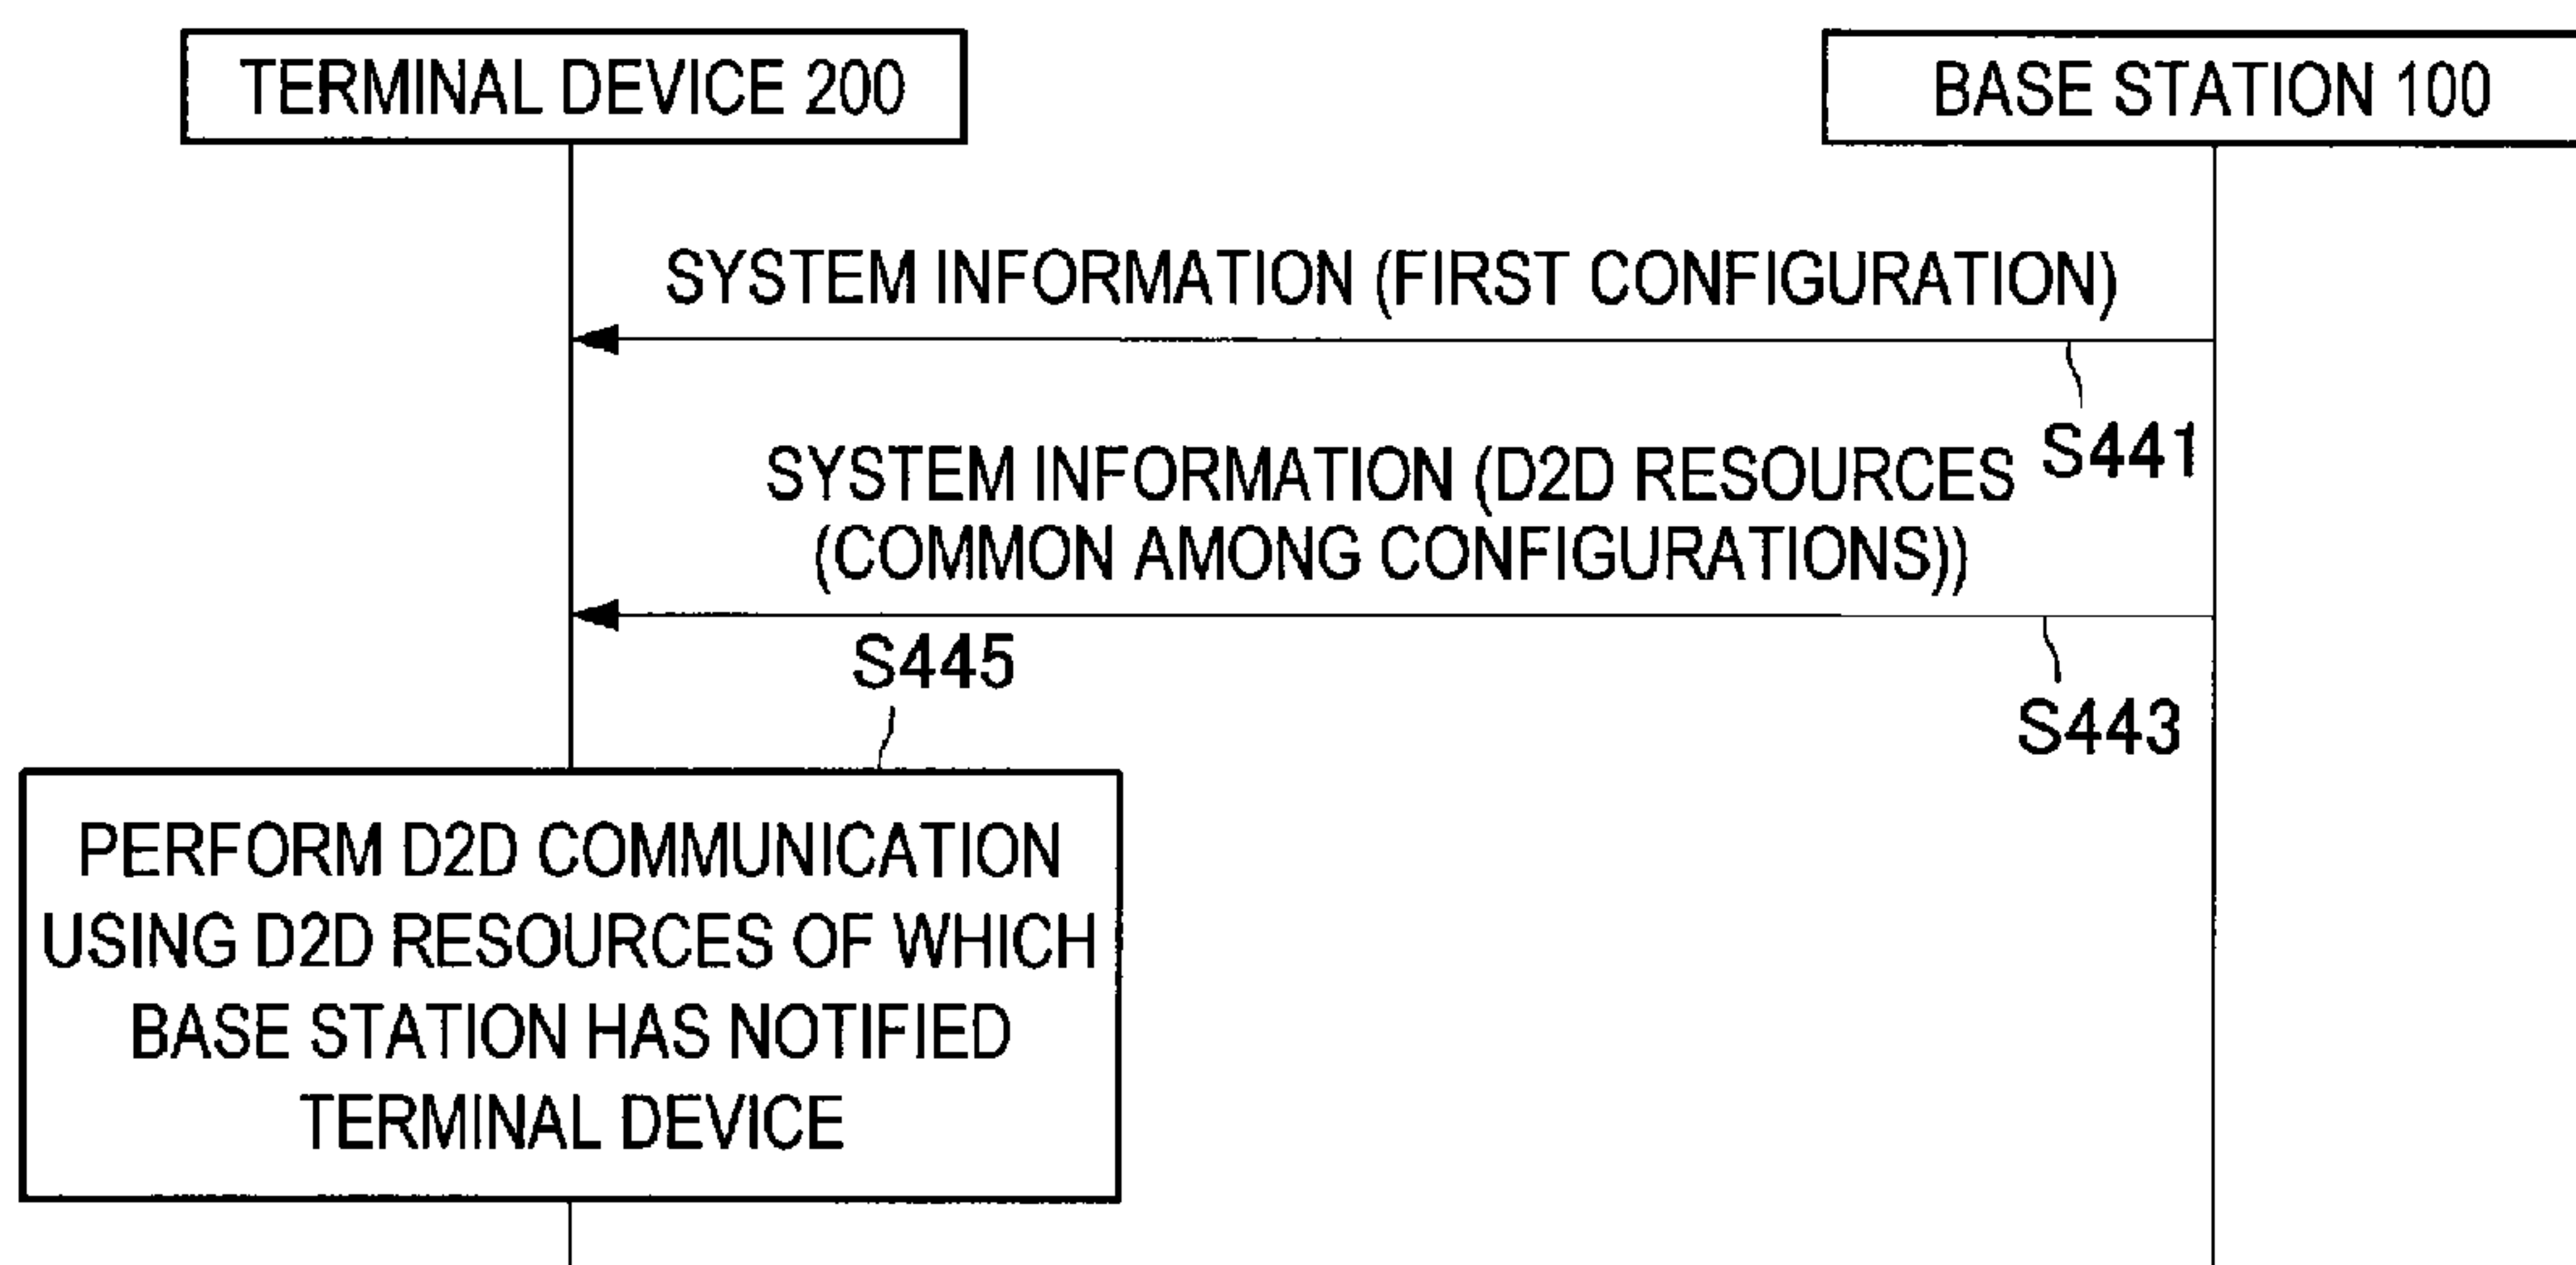 TERMINAL DEVICE 200
BASE STATION 100
SYSTEM INFORMATION (FIRST CONFIGURATION)
S441
SYSTEM INFORMATION (D2D RESOURCES
(COMMON AMONG CONFIGURATIONS))
S443
S445
PERFORM D2D COMMUNICATION
USING D2D RESOURCES OF WHICH
BASE STATION HAS NOTIFIED
TERMINAL DEVICE